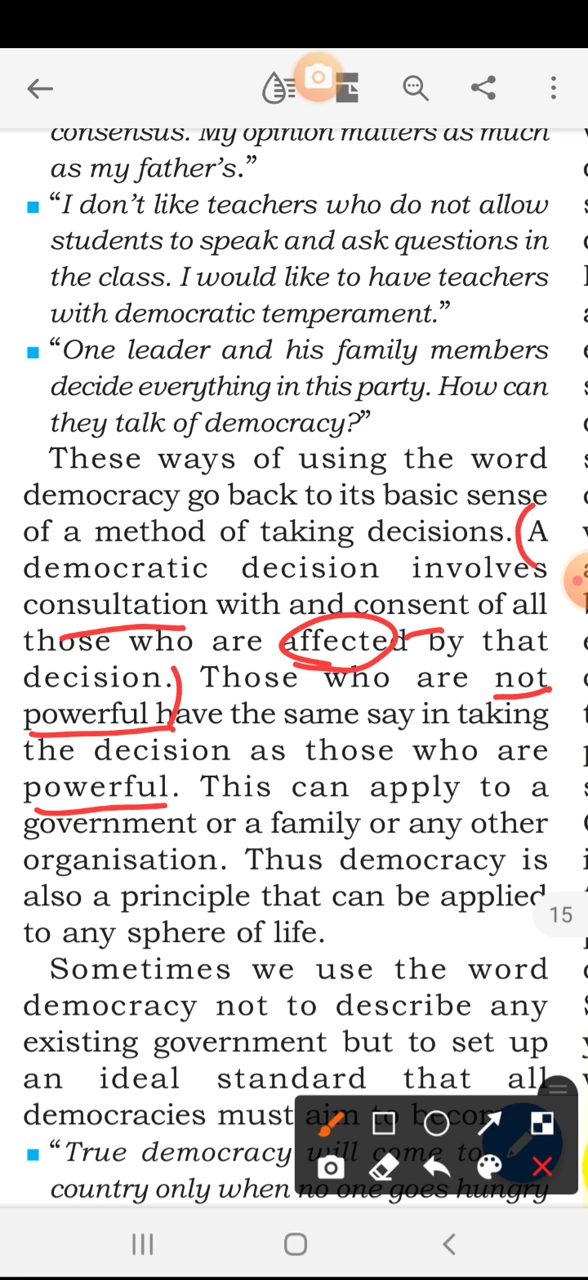 consensus. My opinion matters as much
as my father's."
"I don't like teachers who do not allow
students to speak and ask questions in
the class. I would like to have teachers
with democratic temperament."
"One leader and his family members
decide everything in this party. How can
they talk of democracy?"
These ways of using the word
democracy go back to its basic sense
of a method of taking decisions. A
democratic decision involves
consultation with and consent of all
those who are affected by that
decision. Those who are not
powerful have the same say in taking
the decision as those who are
powerful. This can apply to a
government or a family or any other
organisation. Thus democracy is
also a principle that can be applied
15
to any sphere of life.
Sometimes we use the word
democracy not to describe any
existing government but to set up
an ideal standard that all
democracies must aim to become
"True democracy will come to
country only when no one goes hungry